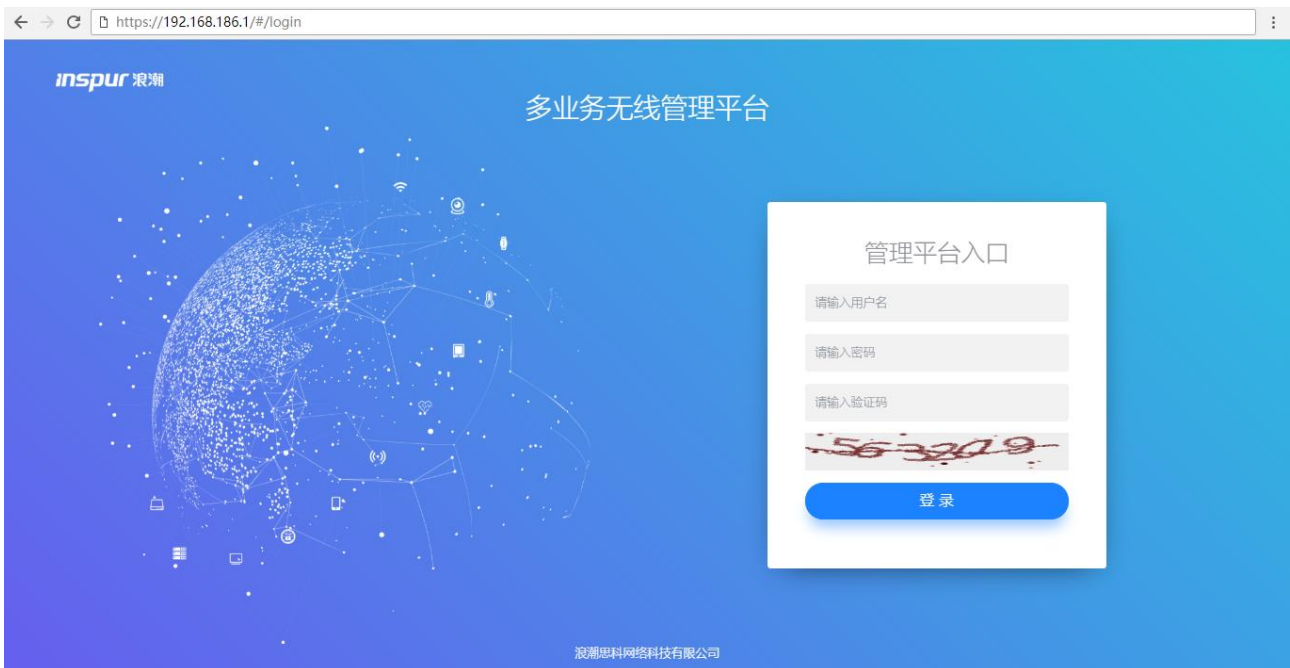 https://192.168.186.1/#/login
inspur 浪潮
多业务无线管理平台
管理平台入口
请输入用户名
请输入密码
请输入验证码
563209
登 录
浪潮思科网络科技有限公司